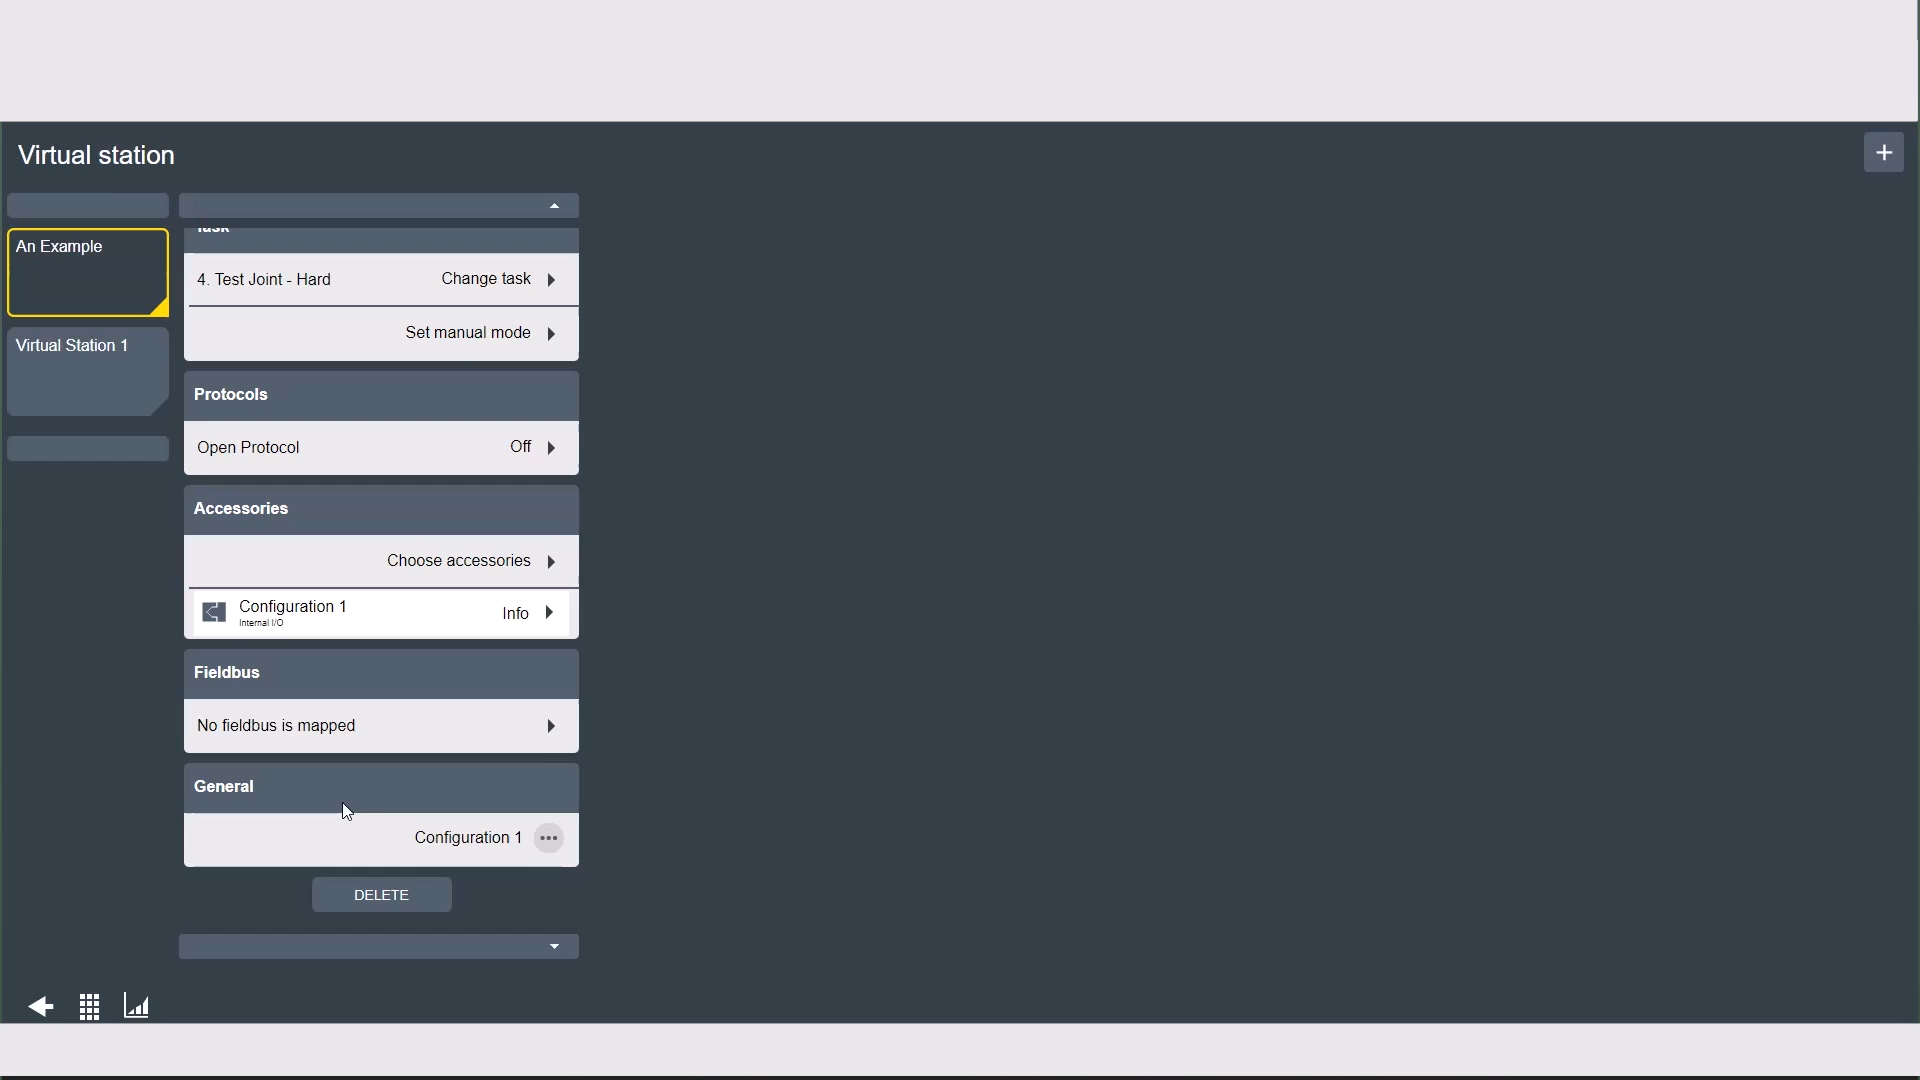 Virtual station
An Example
Virtual Station 1
Task
4. Test Joint - Hard
Change task
Set manual mode
Protocols
Open Protocol
Off
Accessories
Choose accessories
Configuration 1
Internal I/O
Info
Fieldbus
No fieldbus is mapped
General
Configuration 1
DELETE